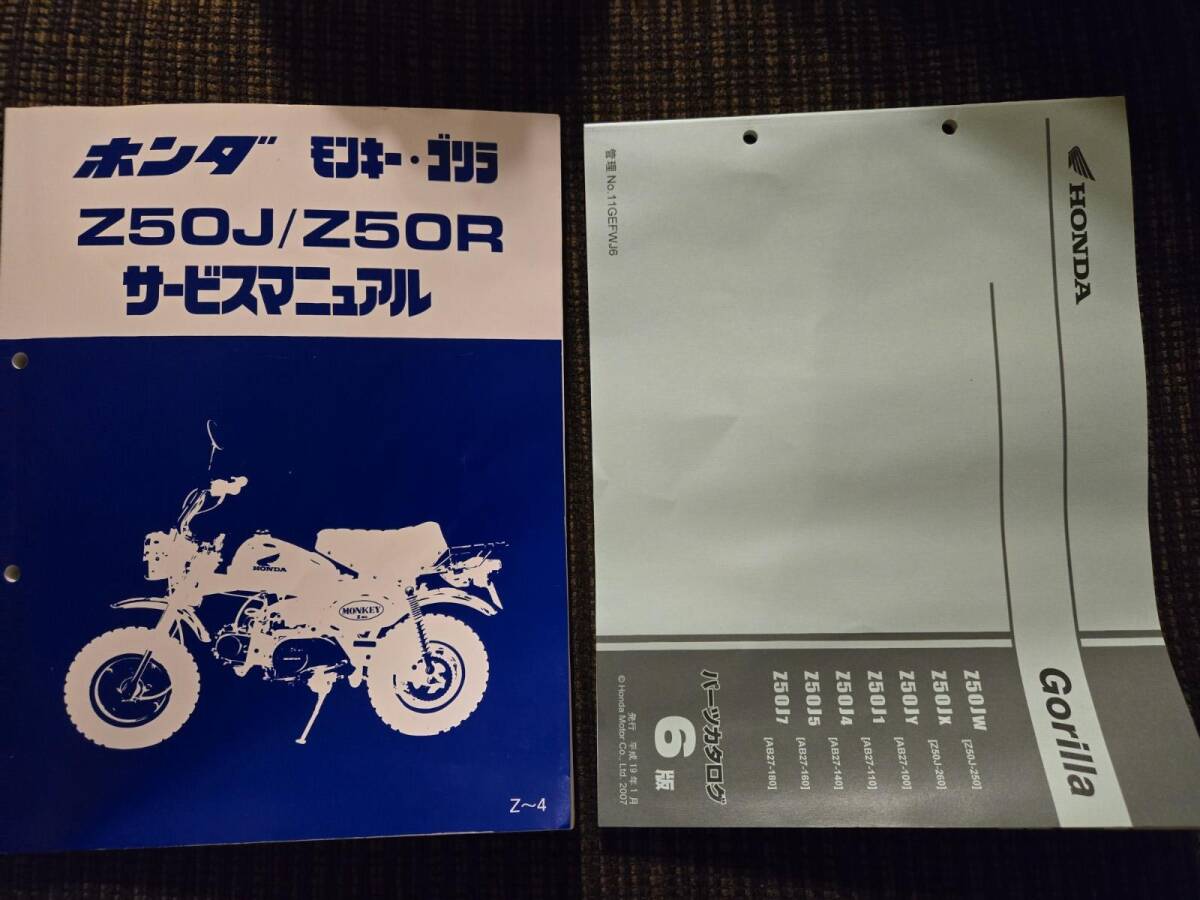 ホンダ モンキー・ゴリラ
Z50J/Z50R
サービスマニュアル
HONDA
MONKEY
Z～4
管理 No.11GEFWJ6
HONDA
Gorilla
Z50JW [Z50J-250]
Z50JX [Z50J-260]
Z50JY [AB27-100]
Z50J1 [AB27-110]
Z50J4 [AB27-140]
Z50J5 [AB27-160]
Z50J7 [AB27-180]
パーツカタログ
6版
発行 平成19年1月
© Honda Motor Co., Ltd. 2007